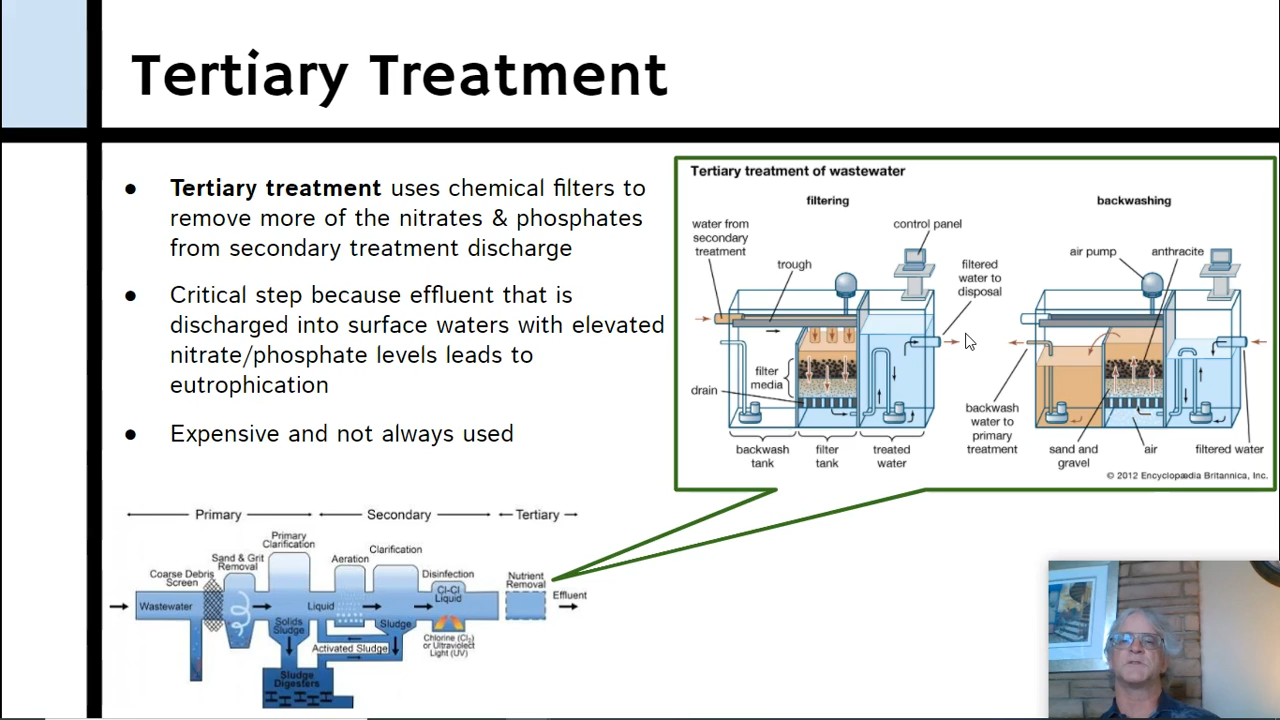 Tertiary Treatment
● Tertiary treatment uses chemical filters to
remove more of the nitrates & phosphates
from secondary treatment discharge
● Critical step because effluent that is
discharged into surface waters with elevated
nitrate/phosphate levels leads to
eutrophication
● Expensive and not always used
Tertiary treatment of wastewater
filtering
water from
secondary
treatment
trough
control panel
filtered
water to
disposal
filter
media
drain
backwash
tank
filter
tank
treated
water
backwashing
air pump
anthracite
backwash
water to
primary
treatment
sand and
gravel
air
filtered water
© 2012 Encyclopædia Britannica, Inc.
Primary
Secondary
Tertiary
Wastewater
Coarse Debris
Screen
Sand & Grit
Removal
Primary
Clarification
Solids
Sludge
Liquid
Aeration
Clarification
Sludge
Activated Sludge
Sludge
Digesters
Disinfection
Cl-Cl
Liquid
Chlorine (Cl₂)
or Ultraviolect
Light (UV)
Nutrient
Removal
Effluent